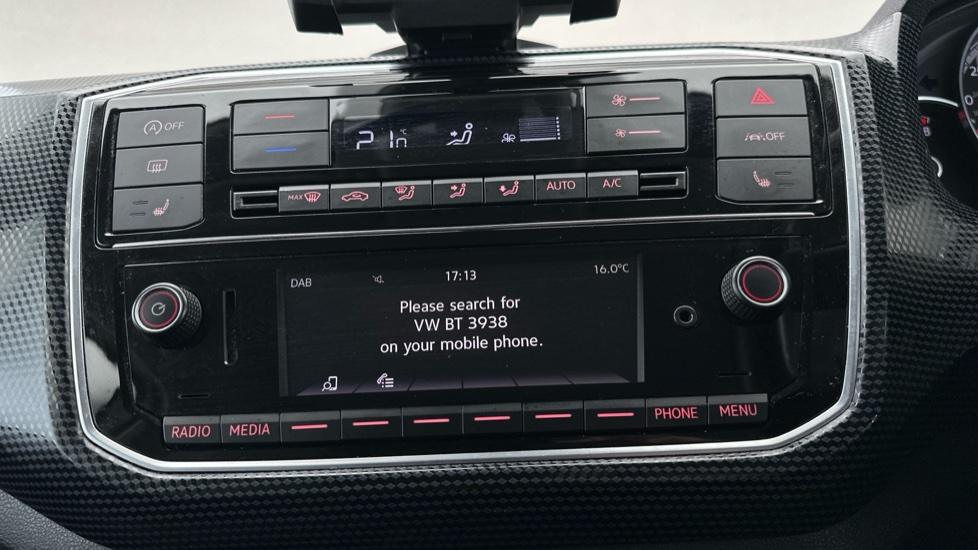 A OFF
21 °C
OFF
MAX
AUTO
A/C
DAB
17:13
16.0°C
Please search for
VW BT 3938
on your mobile phone.
RADIO
MEDIA
PHONE
MENU